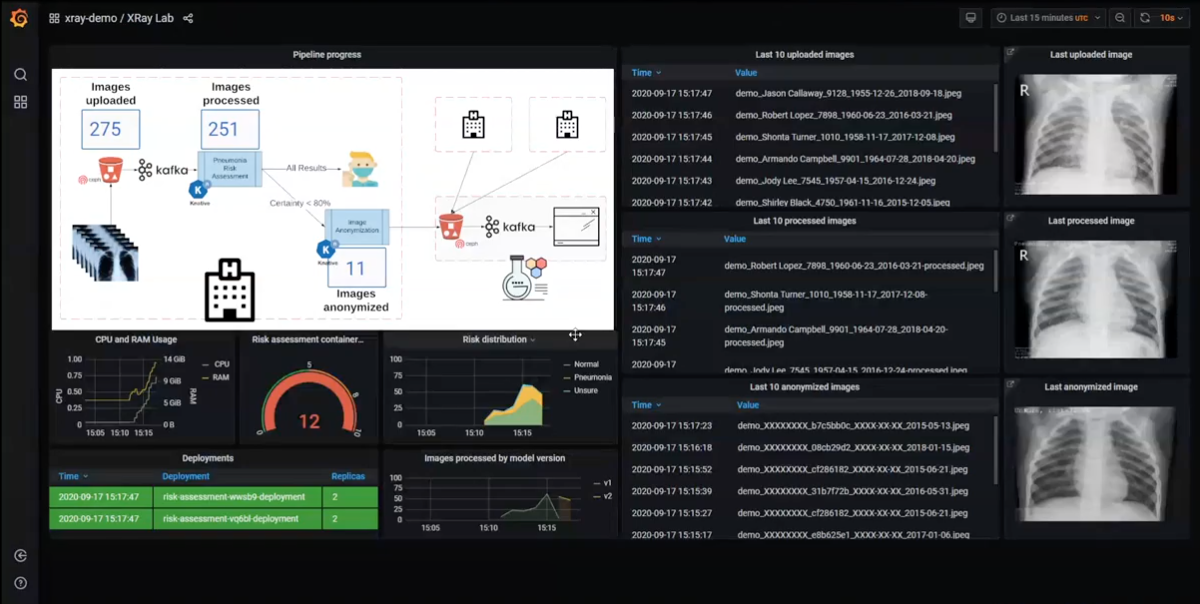 xray-demo / XRay Lab
Last 15 minutes UTC
10s
Pipeline progress
Images uploaded
275
Images processed
251
kafka
Pneumonia
Risk
Assessment
Knative
All Results
Certainty < 80%
Image
Anonymization
11
Images
anonymized
kafka
Last 10 uploaded images
Time Value
2020-09-17 15:17:47 demo_Jason Callaway_9128_1955-12-26_2018-09-18.jpeg
2020-09-17 15:17:46 demo_Robert Lopez_7898_1960-06-23_2016-03-21.jpeg
2020-09-17 15:17:45 demo_Shonta Turner_1010_1958-11-17_2017-12-08.jpeg
2020-09-17 15:17:44 demo_Armando Campbell_9901_1964-07-28_2018-04-20.jpeg
2020-09-17 15:17:43 demo_Jody Lee_7545_1957-04-15_2016-12-24.jpeg
2020-09-17 15:17:42 demo_Shirley Black_4750_1961-11-16_2015-12-05.jpeg
Last uploaded image
R
Last 10 processed images
Time Value
2020-09-17
15:17:47
demo_Robert Lopez_7898_1960-06-23_2016-03-21-processed.jpeg
2020-09-17
15:17:46
demo_Shonta Turner_1010_1958-11-17_2017-12-08-
processed.jpeg
2020-09-17
15:17:45
demo_Armando Campbell_9901_1964-07-28_2018-04-20-
processed.jpeg
2020-09-17
demo_Jody Lee_7545_1957-04-15_2016-12-24-processed.jpeg
Last processed image
R
CPU and RAM Usage
1.00
0.75
0.50
0.25
0
CPU
14 GiB
9 GiB
5 GiB
0 B
RAM
15:05 15:10 15:15
CPU
RAM
Risk assessment container...
0
5
8
10
12
Risk distribution
100
75
50
25
0
15:05 15:10 15:15
Normal
Pneumonia
Unsure
Last 10 anonymized images
Time Value
2020-09-17 15:17:23 demo_XXXXXXXX_b7c5bb0c_XXXX-XX-XX_2015-05-13.jpeg
2020-09-17 15:16:18 demo_XXXXXXXX_08cb29d2_XXXX-XX-XX_2018-01-15.jpeg
2020-09-17 15:15:52 demo_XXXXXXXX_cf286182_XXXX-XX-XX_2015-06-21.jpeg
2020-09-17 15:15:39 demo_XXXXXXXX_31b7f72b_XXXX-XX-XX_2016-05-31.jpeg
2020-09-17 15:15:27 demo_XXXXXXXX_cf286182_XXXX-XX-XX_2015-06-21.jpeg
2020-09-17 15:15:17 demo_XXXXXXXX_e8b625e1_XXXX-XX-XX_2017-01-06.jpeg
Last anonymized image
Deployments
Time Deployment Replicas
2020-09-17 15:17:47 risk-assessment-wwsb9-deployment 2
2020-09-17 15:17:47 risk-assessment-vq6bl-deployment 2
Images processed by model version
100
75
50
25
0
15:05 15:10 15:15
v1
v2